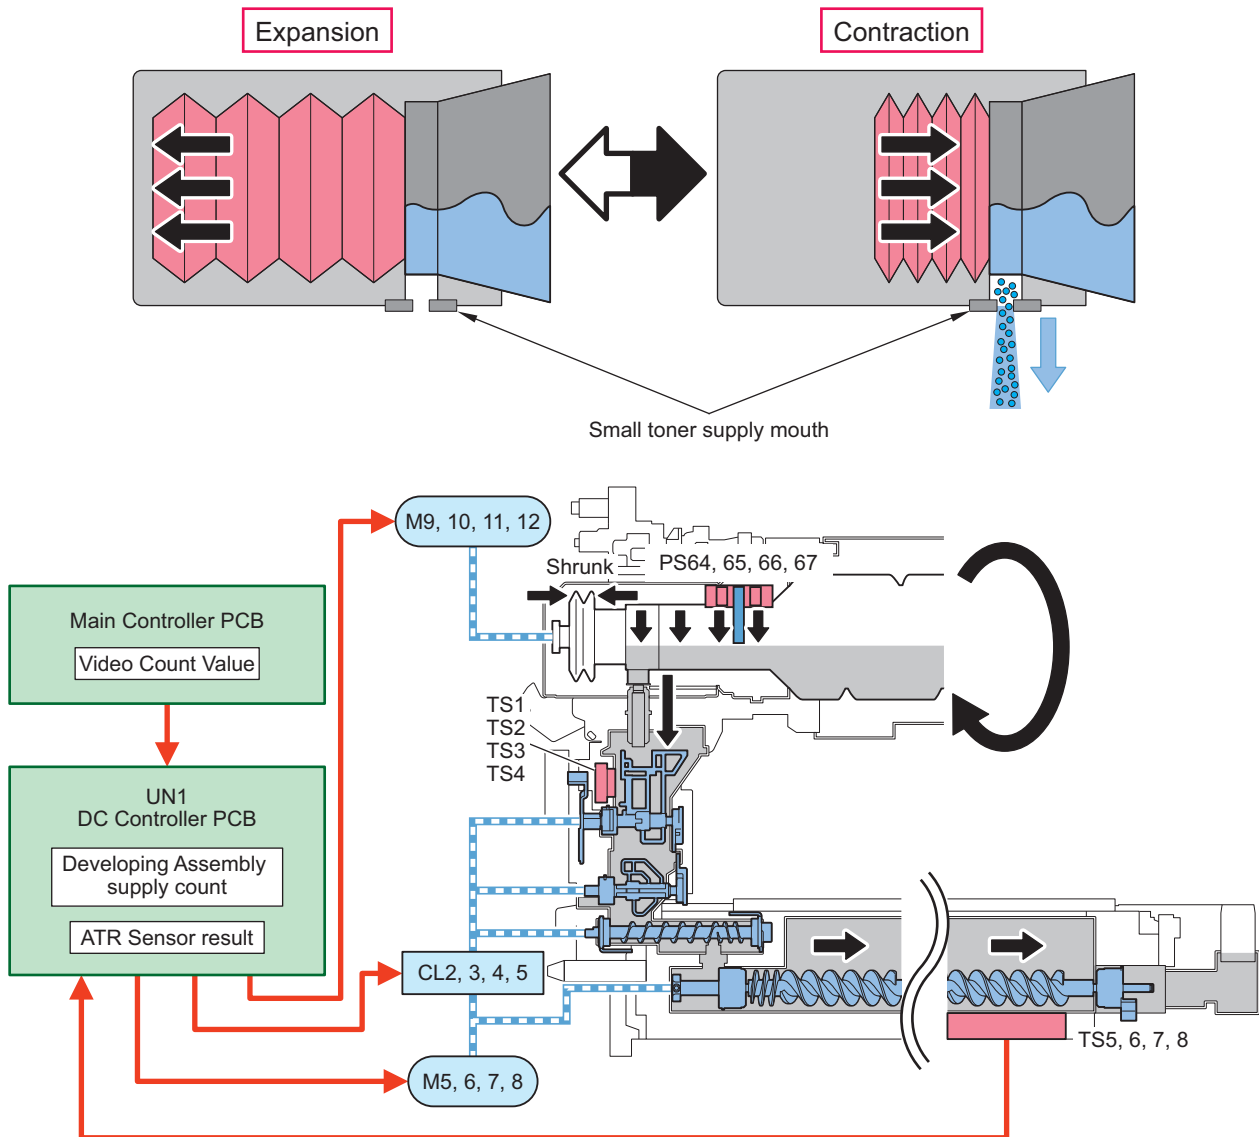 Expansion
Contraction
Small toner supply mouth
M9, 10, 11, 12
Shrunk
PS64, 65, 66, 67
Main Controller PCB
Video Count Value
TS1
TS2
TS3
TS4
UN1
DC Controller PCB
Developing Assembly
supply count
ATR Sensor result
CL2, 3, 4, 5
TS5, 6, 7, 8
M5, 6, 7, 8